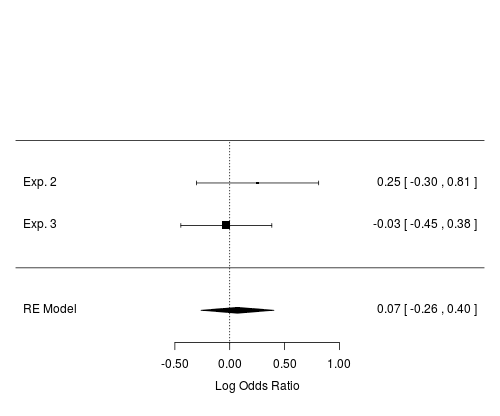 Exp. 2 0.25 [ -0.30 , 0.81 ]
Exp. 3 -0.03 [ -0.45 , 0.38 ]
RE Model 0.07 [ -0.26 , 0.40 ]
-0.50 0.00 0.50 1.00
Log Odds Ratio